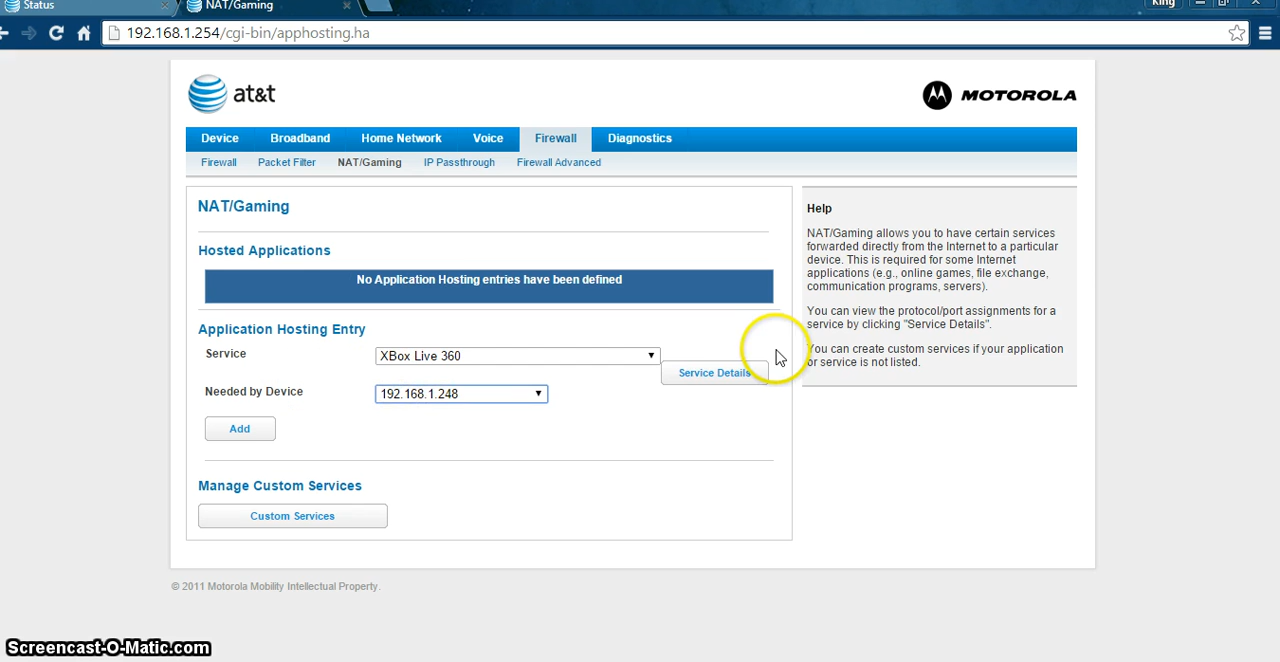 Status
NAT/Gaming
King
192.168.1.254/cgi-bin/apphosting.ha
at&t
MOTOROLA
Device Broadband Home Network Voice Firewall Diagnostics
Firewall Packet Filter NAT/Gaming IP Passthrough Firewall Advanced
NAT/Gaming
Hosted Applications
No Application Hosting entries have been defined
Application Hosting Entry
Service XBox Live 360
Service Details
Needed by Device 192.168.1.248
Add
Manage Custom Services
Custom Services
Help
NAT/Gaming allows you to have certain services
forwarded directly from the Internet to a particular
device. This is required for some Internet
applications (e.g., online games, file exchange,
communication programs, servers).
You can view the protocol/port assignments for a
service by clicking "Service Details".
You can create custom services if your application
or service is not listed.
© 2011 Motorola Mobility Intellectual Property.
Screencast-O-Matic.com